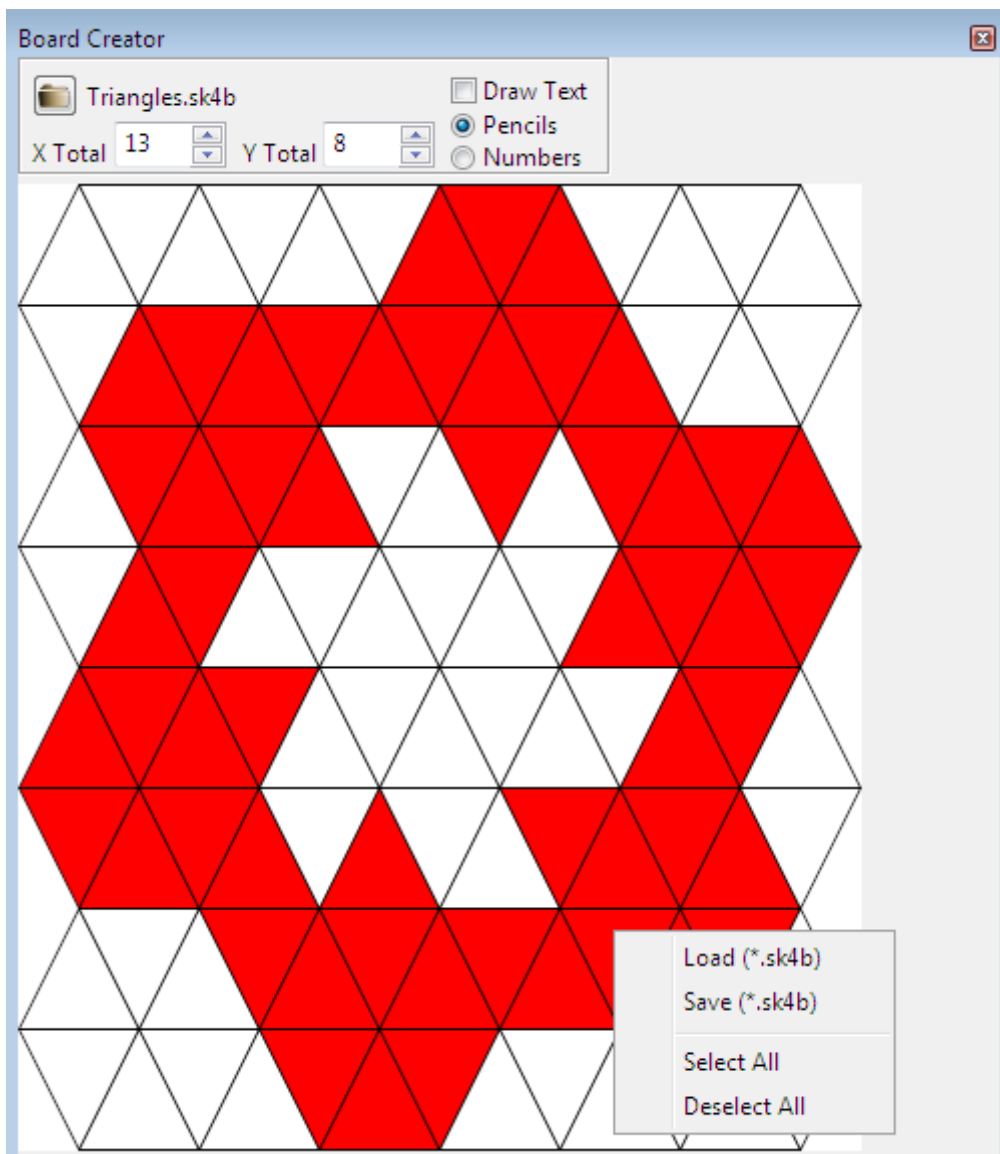 Board Creator
Triangles.sk4b
Draw Text
Pencils
X Total 13 Y Total 8
Numbers
Load (*.sk4b)
Save (*.sk4b)
Select All
Deselect All